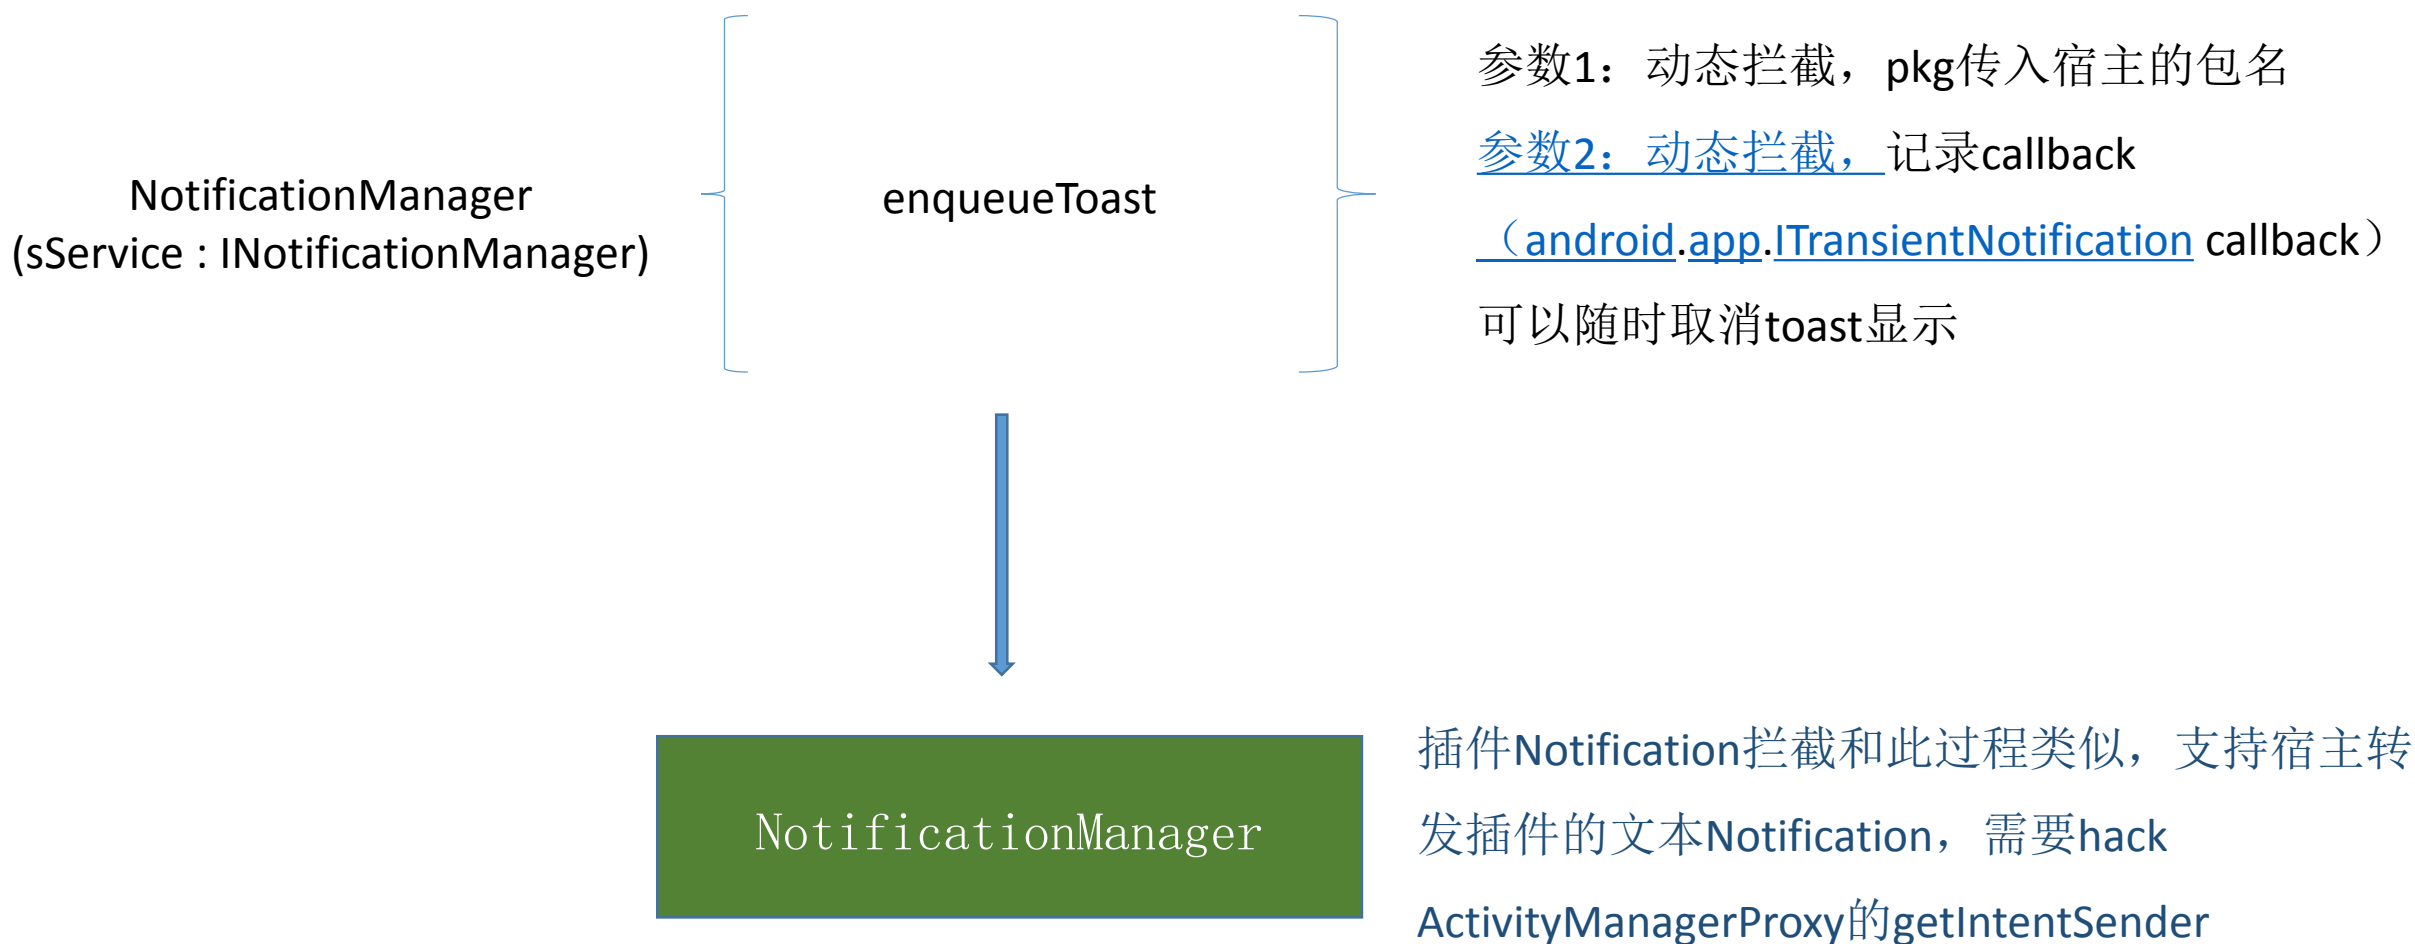 NotificationManager
(sService : INotificationManager)
enqueueToast
参数1：动态拦截，pkg传入宿主的包名
参数2：动态拦截，记录callback
（android.app.ITransientNotification callback）
可以随时取消toast显示
NotificationManager
插件Notification拦截和此过程类似，支持宿主转
发插件的文本Notification，需要hack
ActivityManagerProxy的getIntentSender